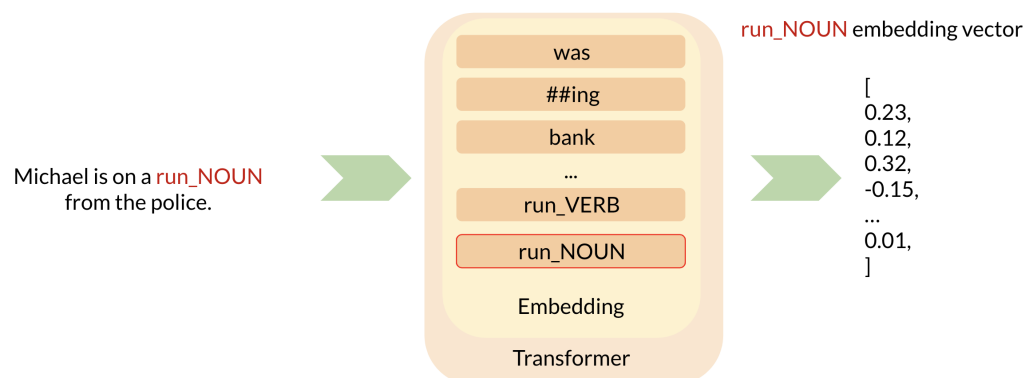 Michael is on a run_NOUN
from the police.
was
##ing
bank
...
run_VERB
run_NOUN
Embedding
Transformer
run_NOUN embedding vector
[
0.23,
0.12,
0.32,
-0.15,
...
0.01,
]